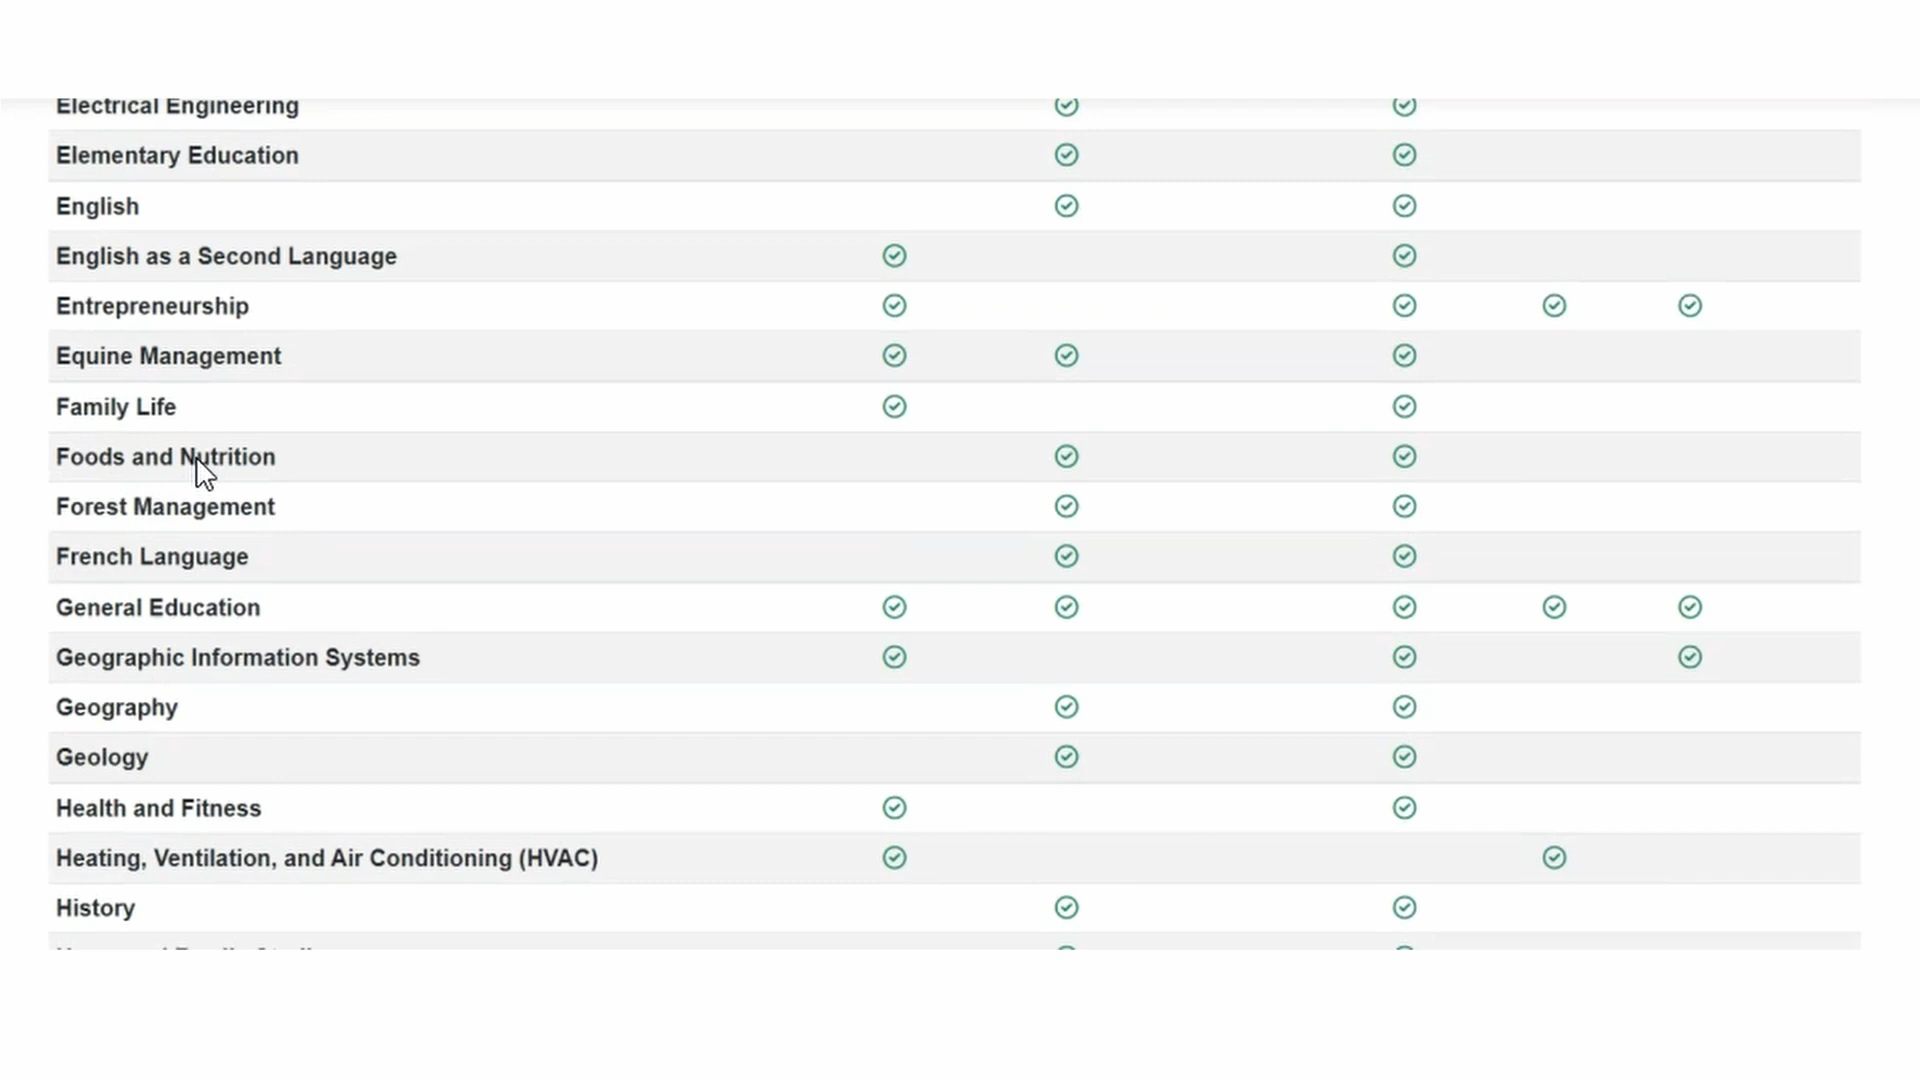 Electrical Engineering
Elementary Education
English
English as a Second Language
Entrepreneurship
Equine Management
Family Life
Foods and Nutrition
Forest Management
French Language
General Education
Geographic Information Systems
Geography
Geology
Health and Fitness
Heating, Ventilation, and Air Conditioning (HVAC)
History